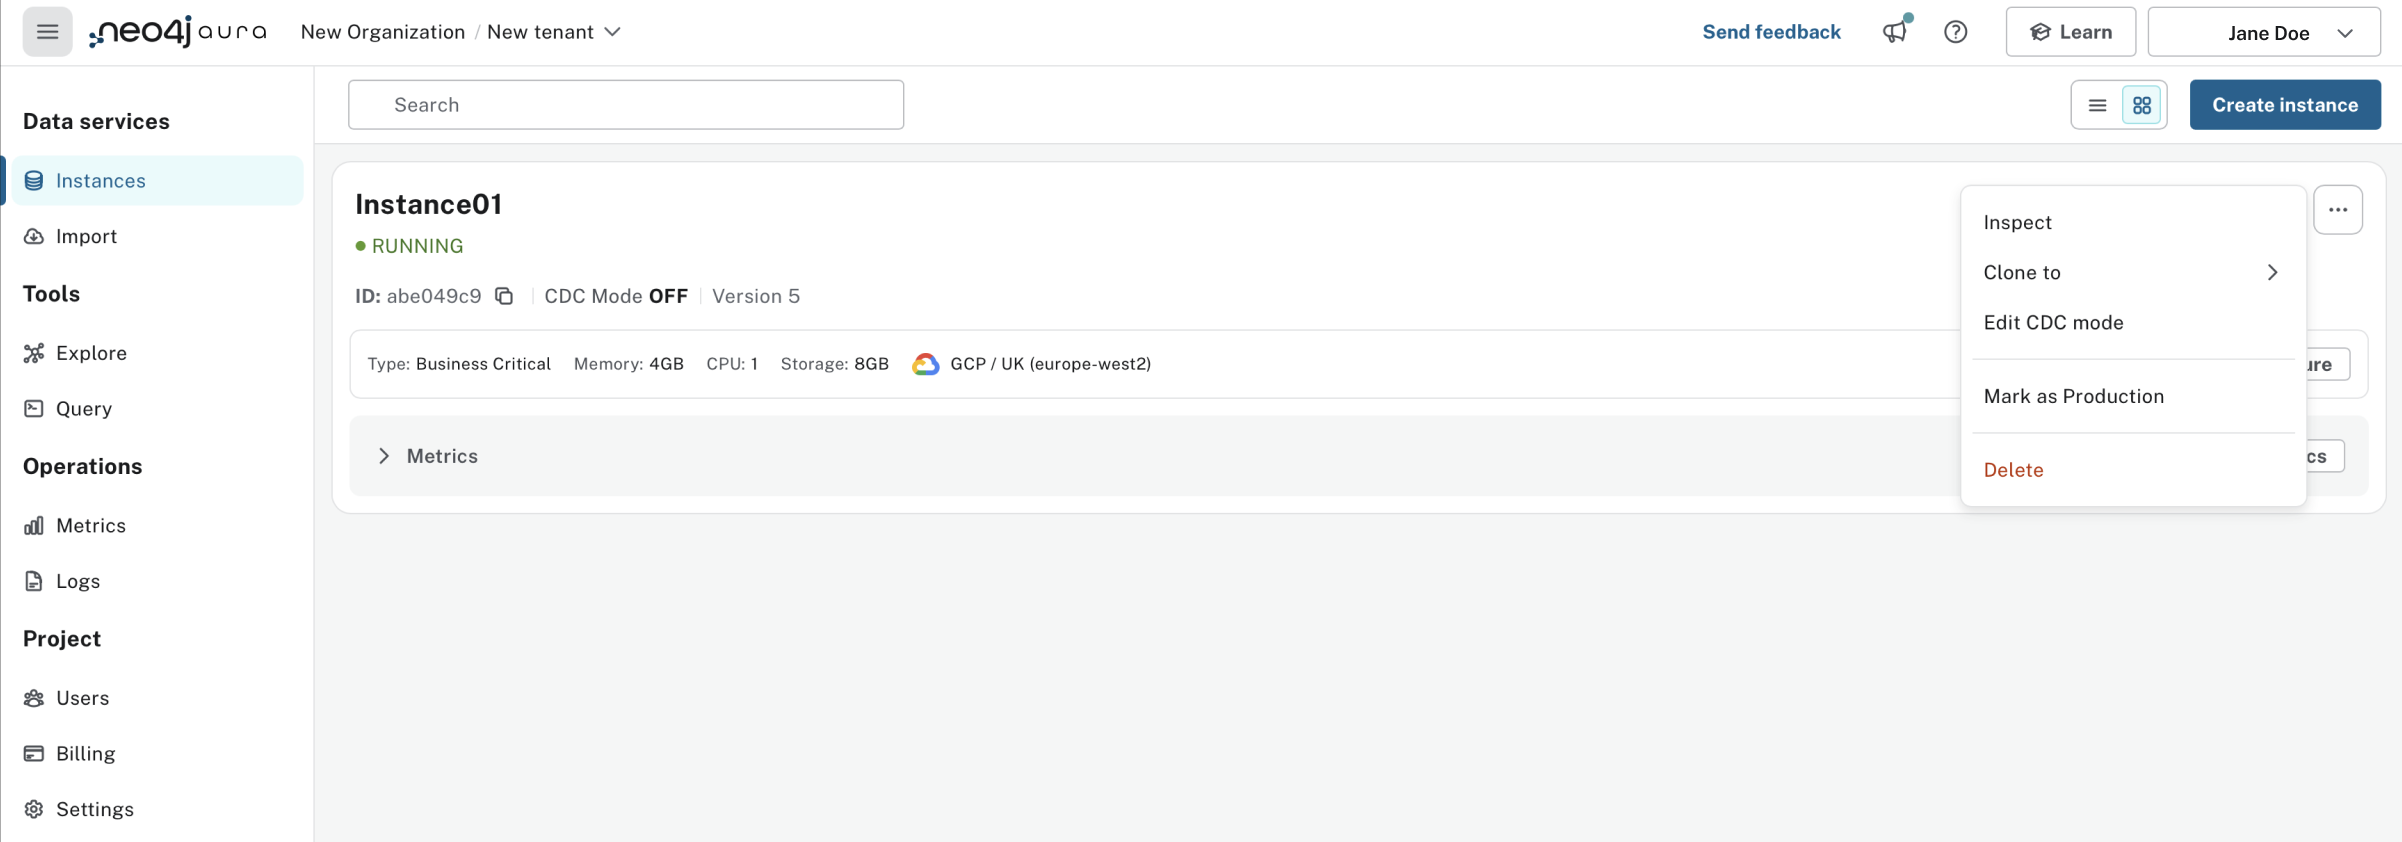 neo4j aura New Organization / New tenant Send feedback Learn Jane Doe
Search Create instance
Data services
Instances
Import
Tools
Explore
Query
Operations
Metrics
Logs
Project
Users
Billing
Settings
Instance01
RUNNING
ID: abe049c9 CDC Mode OFF Version 5
Type: Business Critical Memory: 4GB CPU: 1 Storage: 8GB GCP / UK (europe-west2)
Metrics
Inspect
Clone to
Edit CDC mode
Mark as Production
Delete